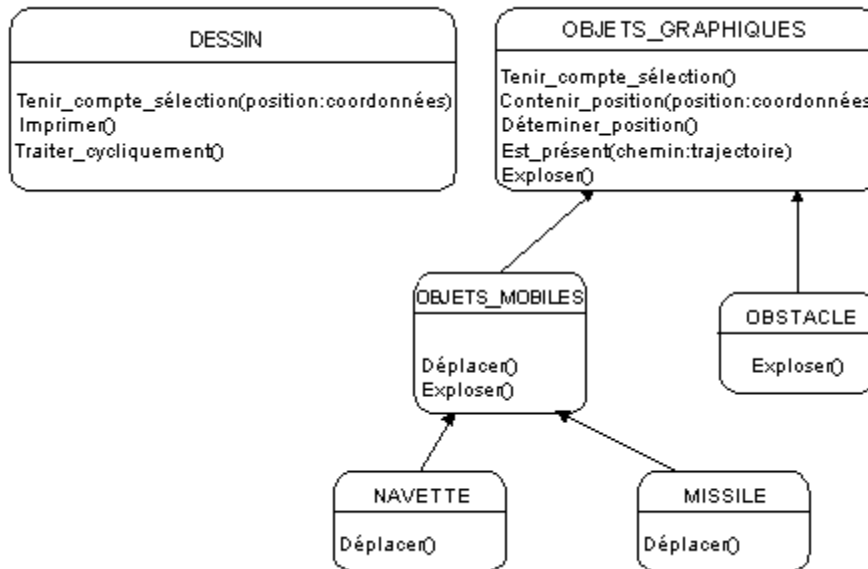 DESSIN
Tenir_compte_sélection(position:coordonnées)
Imprimer()
Traiter_cycliquement()
OBJETS_GRAPHIQUES
Tenir_compte_sélection()
Contenir_position(position:coordonnées
Déteminer_position()
Est_présent(chemin:trajectoire)
Exploser()
OBJETS_MOBILES
Déplacer()
Exploser()
OBSTACLE
Exploser()
NAVETTE
Déplacer()
MISSILE
Déplacer()